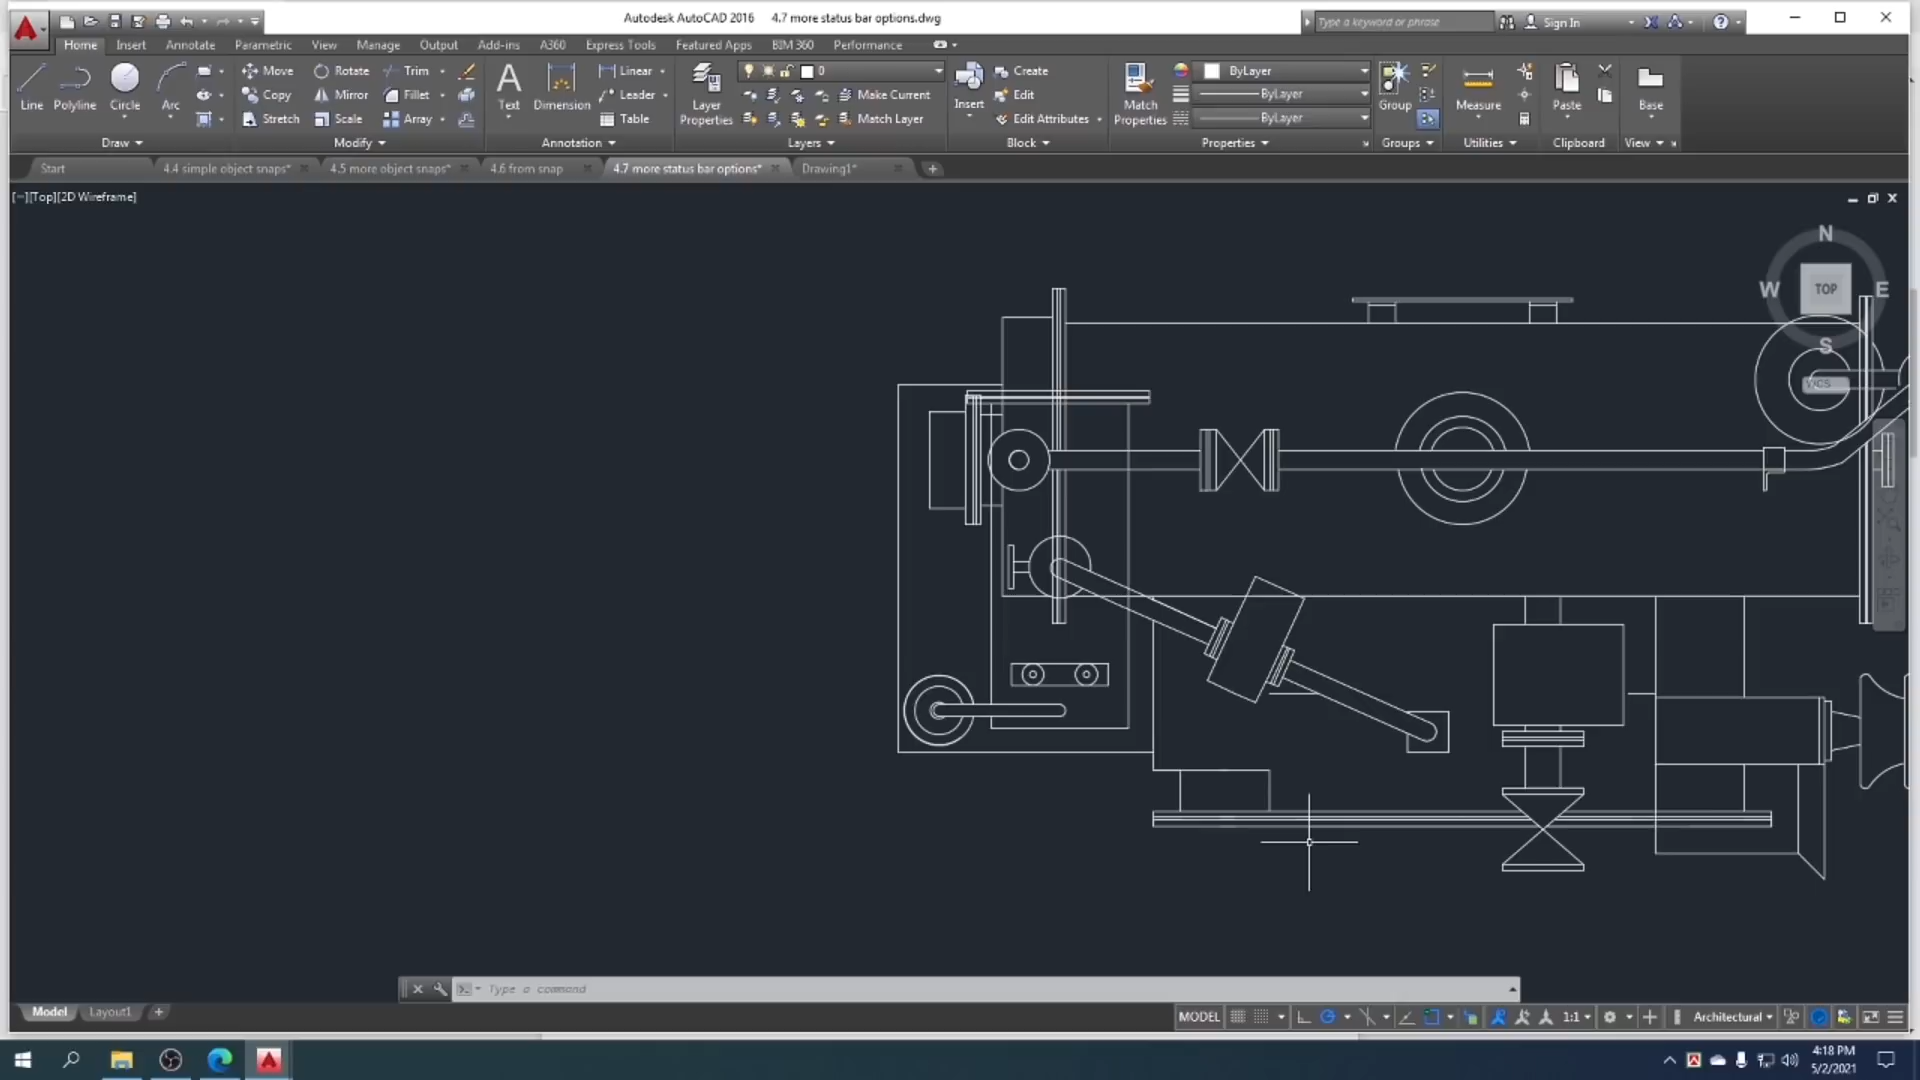 Autodesk AutoCAD 2016 4.7 more status bar options.dwg
Type a keyword or phrase
Sign In
Home Insert Annotate Parametric View Manage Output Add-ins A360 Express Tools Featured Apps BIM 360 Performance
Line Polyline Circle Arc
Move Rotate Trim
Copy Mirror Fillet
Stretch Scale Array
Text Dimension
Linear
Leader
Table
Layer Properties
0
Make Current
Match Layer
Insert
Create
Edit
Edit Attributes
Match Properties
ByLayer
ByLayer
ByLayer
Group
Measure
Paste
Base
Draw Modify Annotation Layers Block Properties Groups Utilities Clipboard View
Start 4.4 simple object snaps* 4.5 more object snaps* 4.6 from snap 4.7 more status bar options* Drawing1*
[−][Top][2D Wireframe]
N
W TOP E
S
WCS
Type a command
Model Layout1
MODEL 1:1 Architectural
4:18 PM
5/2/2021